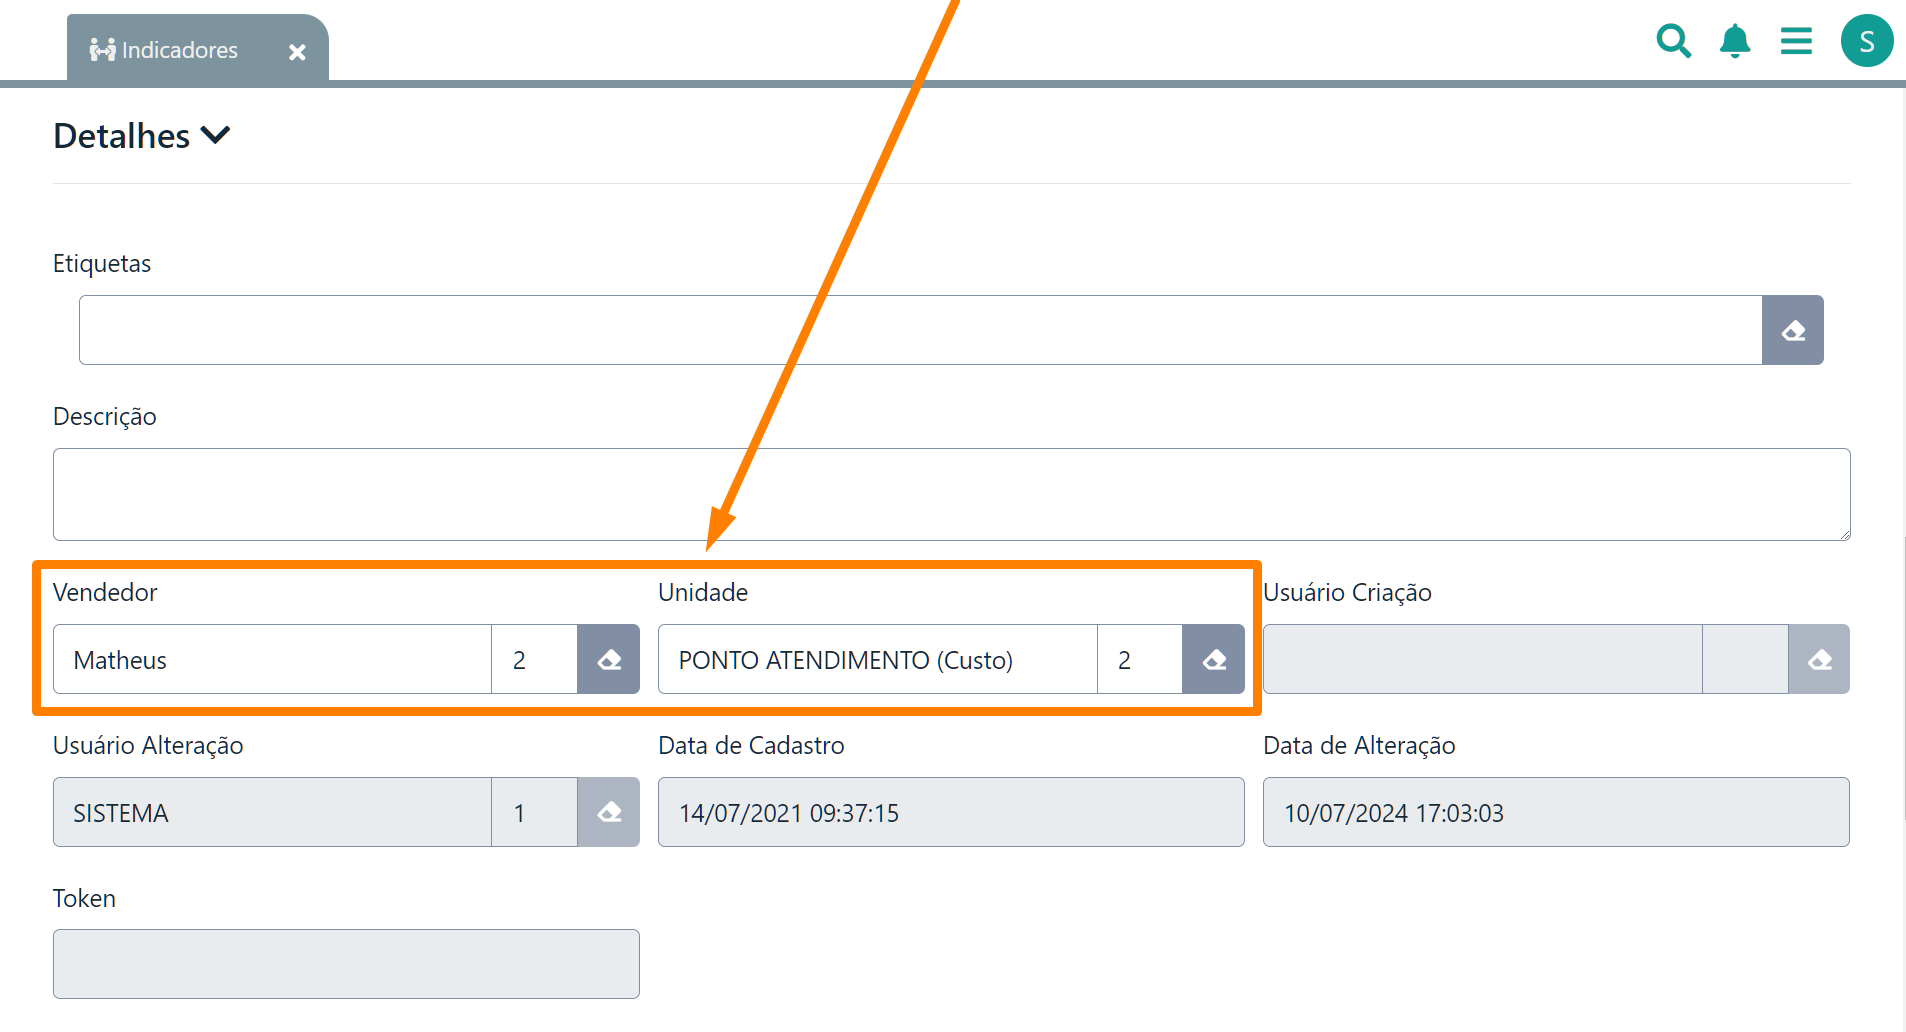 Indicadores
S
Detalhes
Etiquetas
Descrição
Vendedor Unidade Usuário Criação
Matheus 2 PONTO ATENDIMENTO (Custo) 2
Usuário Alteração Data de Cadastro Data de Alteração
SISTEMA 1 14/07/2021 09:37:15 10/07/2024 17:03:03
Token